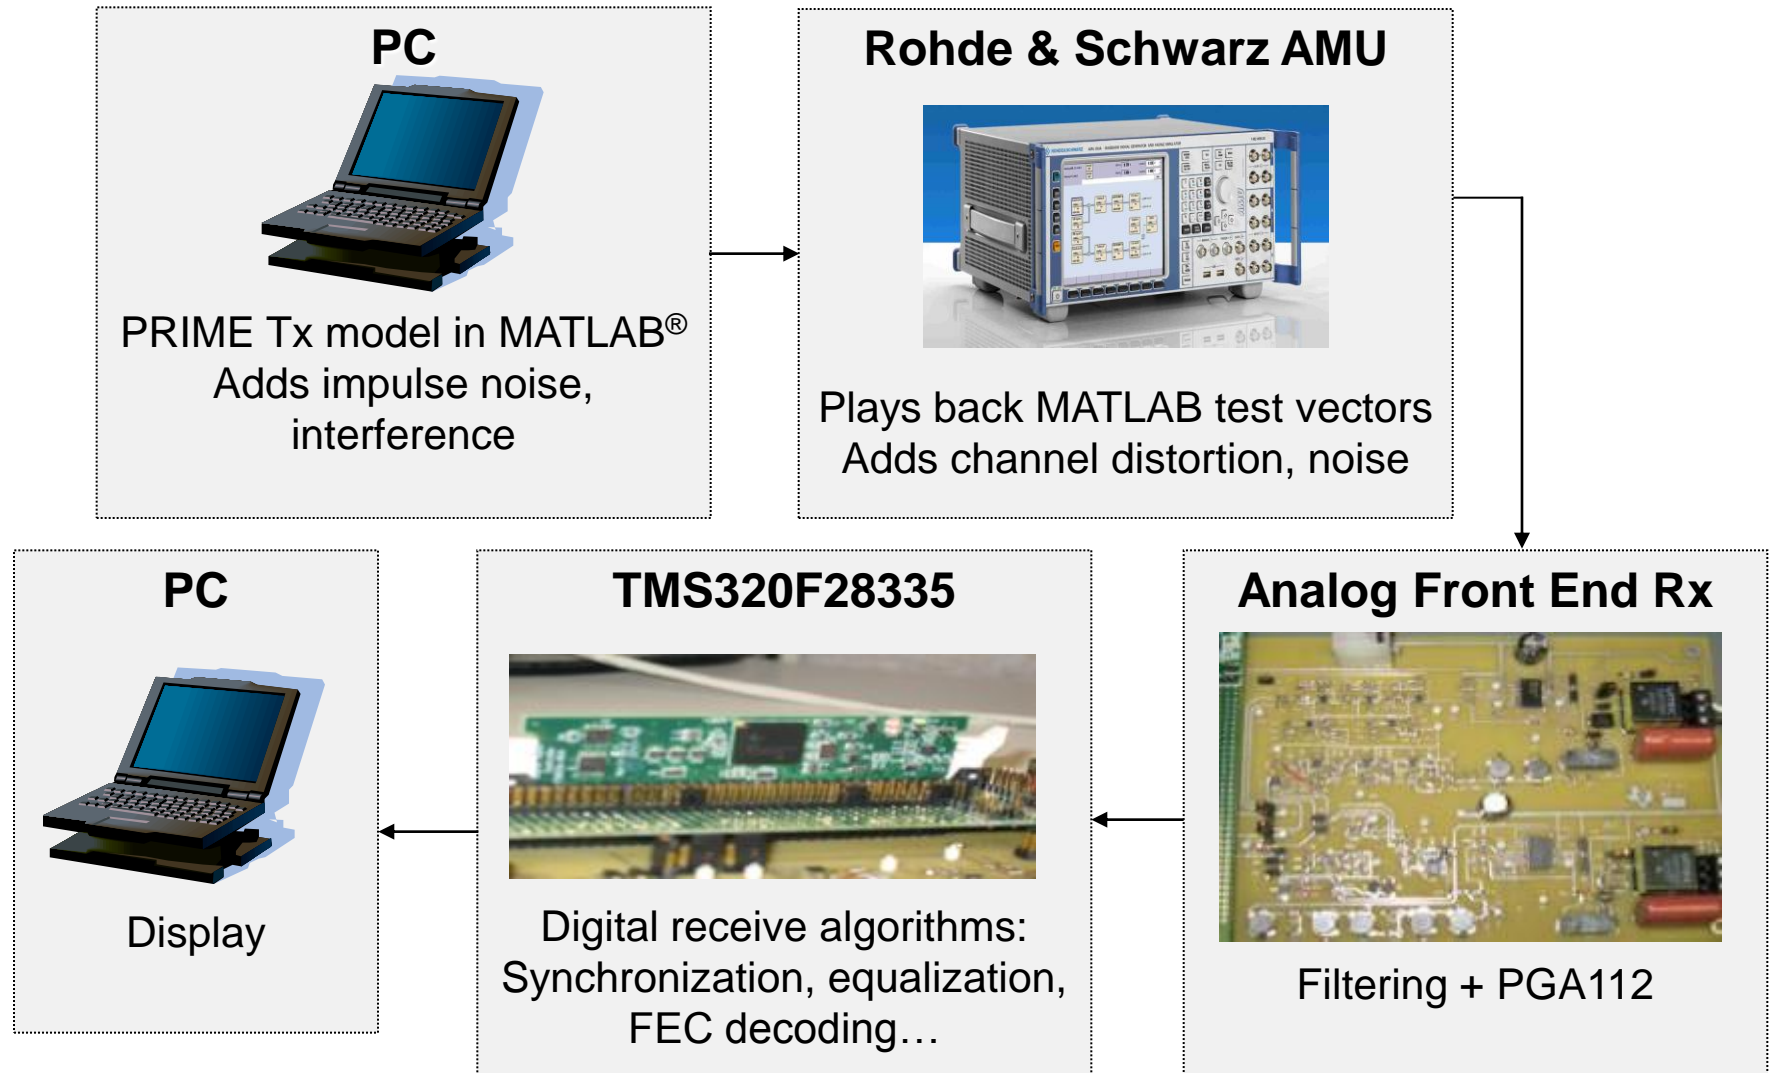 PC
PRIME Tx model in MATLAB®
Adds impulse noise,
interference
Rohde & Schwarz AMU
Plays back MATLAB test vectors
Adds channel distortion, noise
PC
Display
TMS320F28335
Digital receive algorithms:
Synchronization, equalization,
FEC decoding…
Analog Front End Rx
Filtering + PGA112